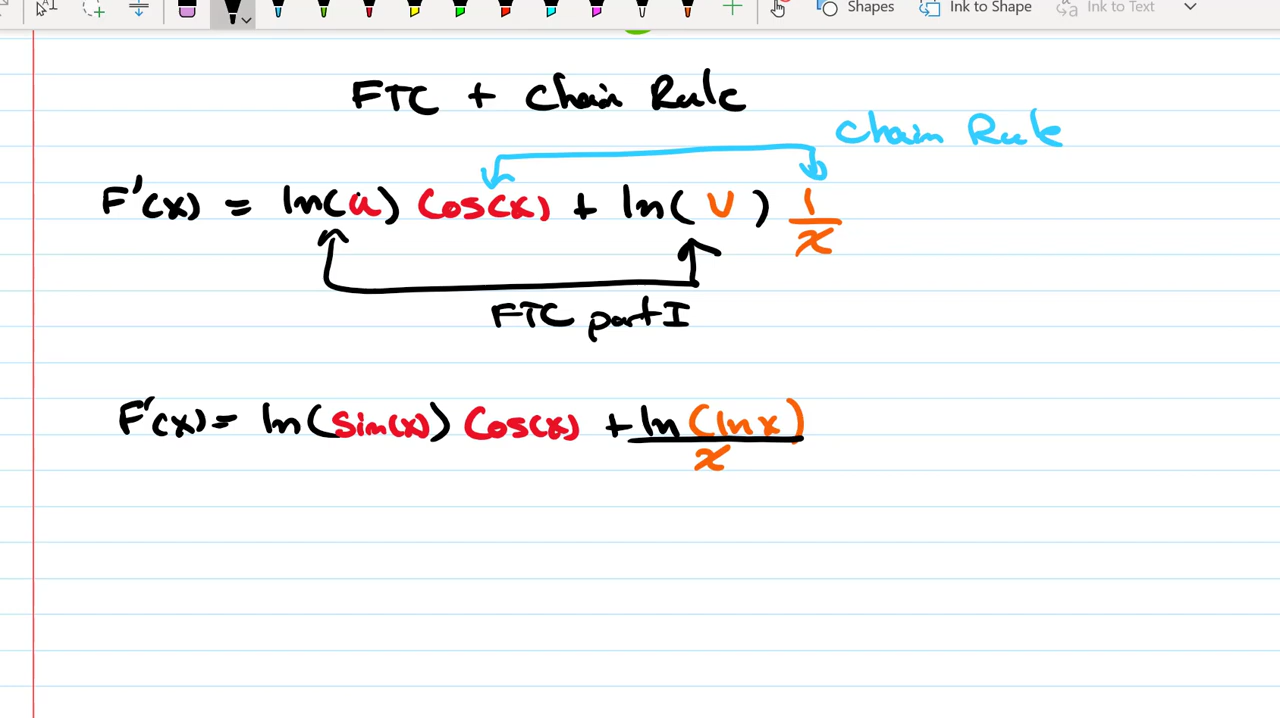 Shapes Ink to Shape Ink to Text
FTC + Chain Rule
Chain Rule
F'(x) = ln(u) Cos(x) + ln( V ) 1/x
FTC part I
F'(x) = ln(sin(x)) Cos(x) + ln(lnx)/x